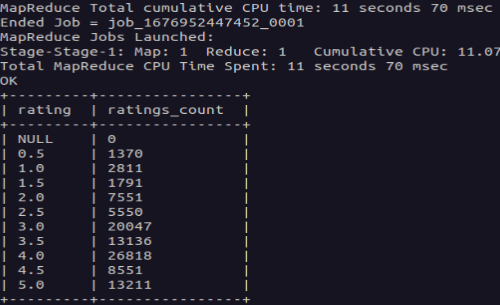 MapReduce Total cumulative CPU time: 11 seconds 70 msec
Ended Job = job_1676952447452_0001
MapReduce Jobs Launched:
Stage-Stage-1: Map: 1  Reduce: 1   Cumulative CPU: 11.07
Total MapReduce CPU Time Spent: 11 seconds 70 msec
OK
+---------+----------------+
| rating  | ratings_count  |
+---------+----------------+
| NULL    | 0              |
| 0.5     | 1370           |
| 1.0     | 2811           |
| 1.5     | 1791           |
| 2.0     | 7551           |
| 2.5     | 5550           |
| 3.0     | 20047          |
| 3.5     | 13136          |
| 4.0     | 26818          |
| 4.5     | 8551           |
| 5.0     | 13211          |
+---------+----------------+